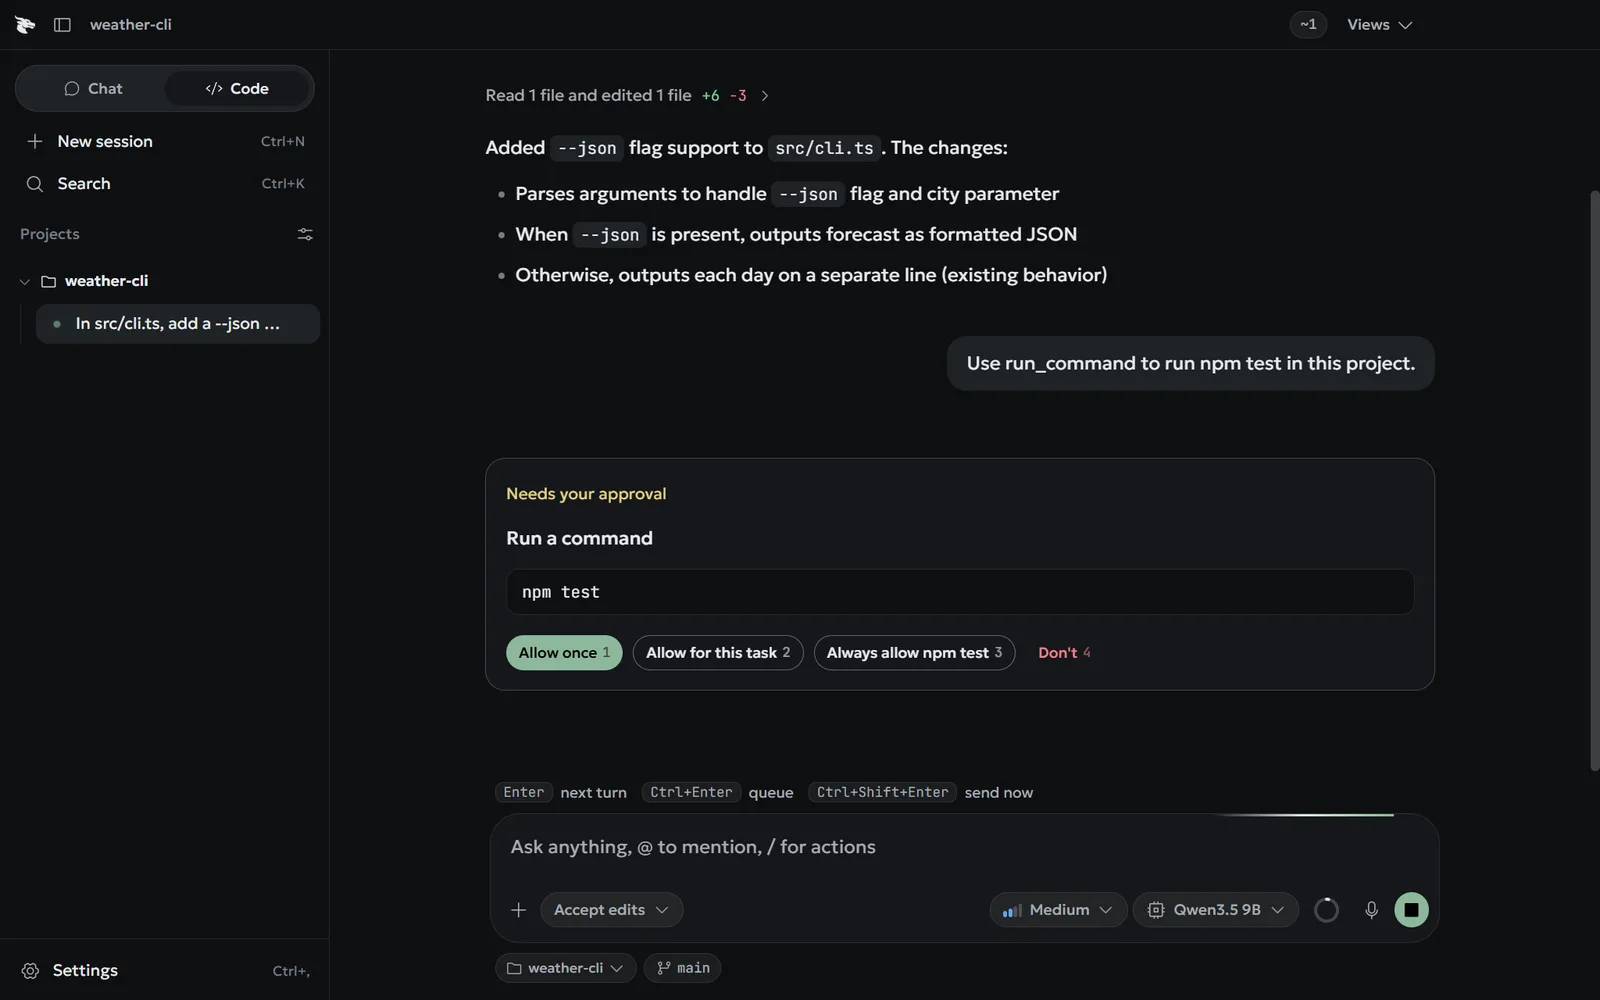 weather-cli
~1
Views
Chat
</> Code
New session Ctrl+N
Search Ctrl+K
Projects
weather-cli
In src/cli.ts, add a --json ...
Settings Ctrl+,
Read 1 file and edited 1 file +6 -3
Added --json flag support to src/cli.ts. The changes:
• Parses arguments to handle --json flag and city parameter
• When --json is present, outputs forecast as formatted JSON
• Otherwise, outputs each day on a separate line (existing behavior)
Use run_command to run npm test in this project.
Needs your approval
Run a command
npm test
Allow once 1 Allow for this task 2 Always allow npm test 3 Don't 4
Enter next turn Ctrl+Enter queue Ctrl+Shift+Enter send now
Ask anything, @ to mention, / for actions
Accept edits Medium Qwen3.5 9B
weather-cli main